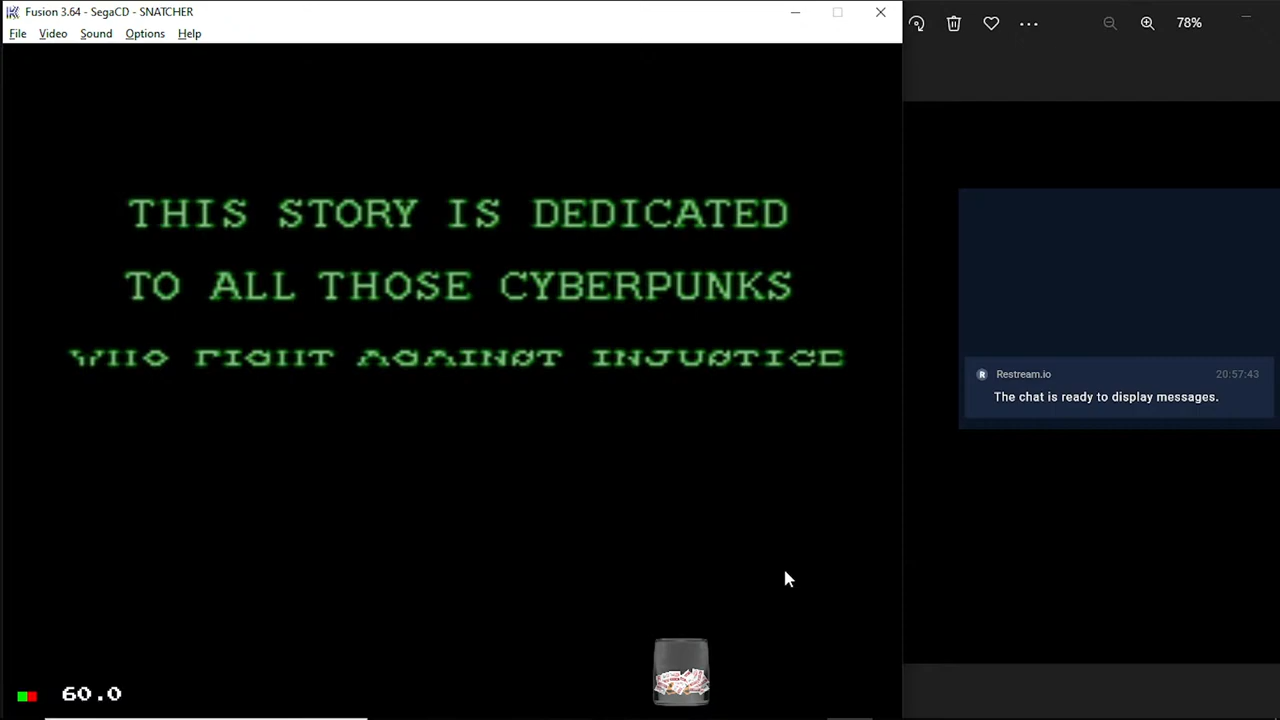 Fusion 3.64 - SegaCD - SNATCHER
File Video Sound Options Help
78%
THIS STORY IS DEDICATED
TO ALL THOSE CYBERPUNKS
WHO FIGHT AGAINST INJUSTICE
R Restream.io 20:57:43
The chat is ready to display messages.
60.0